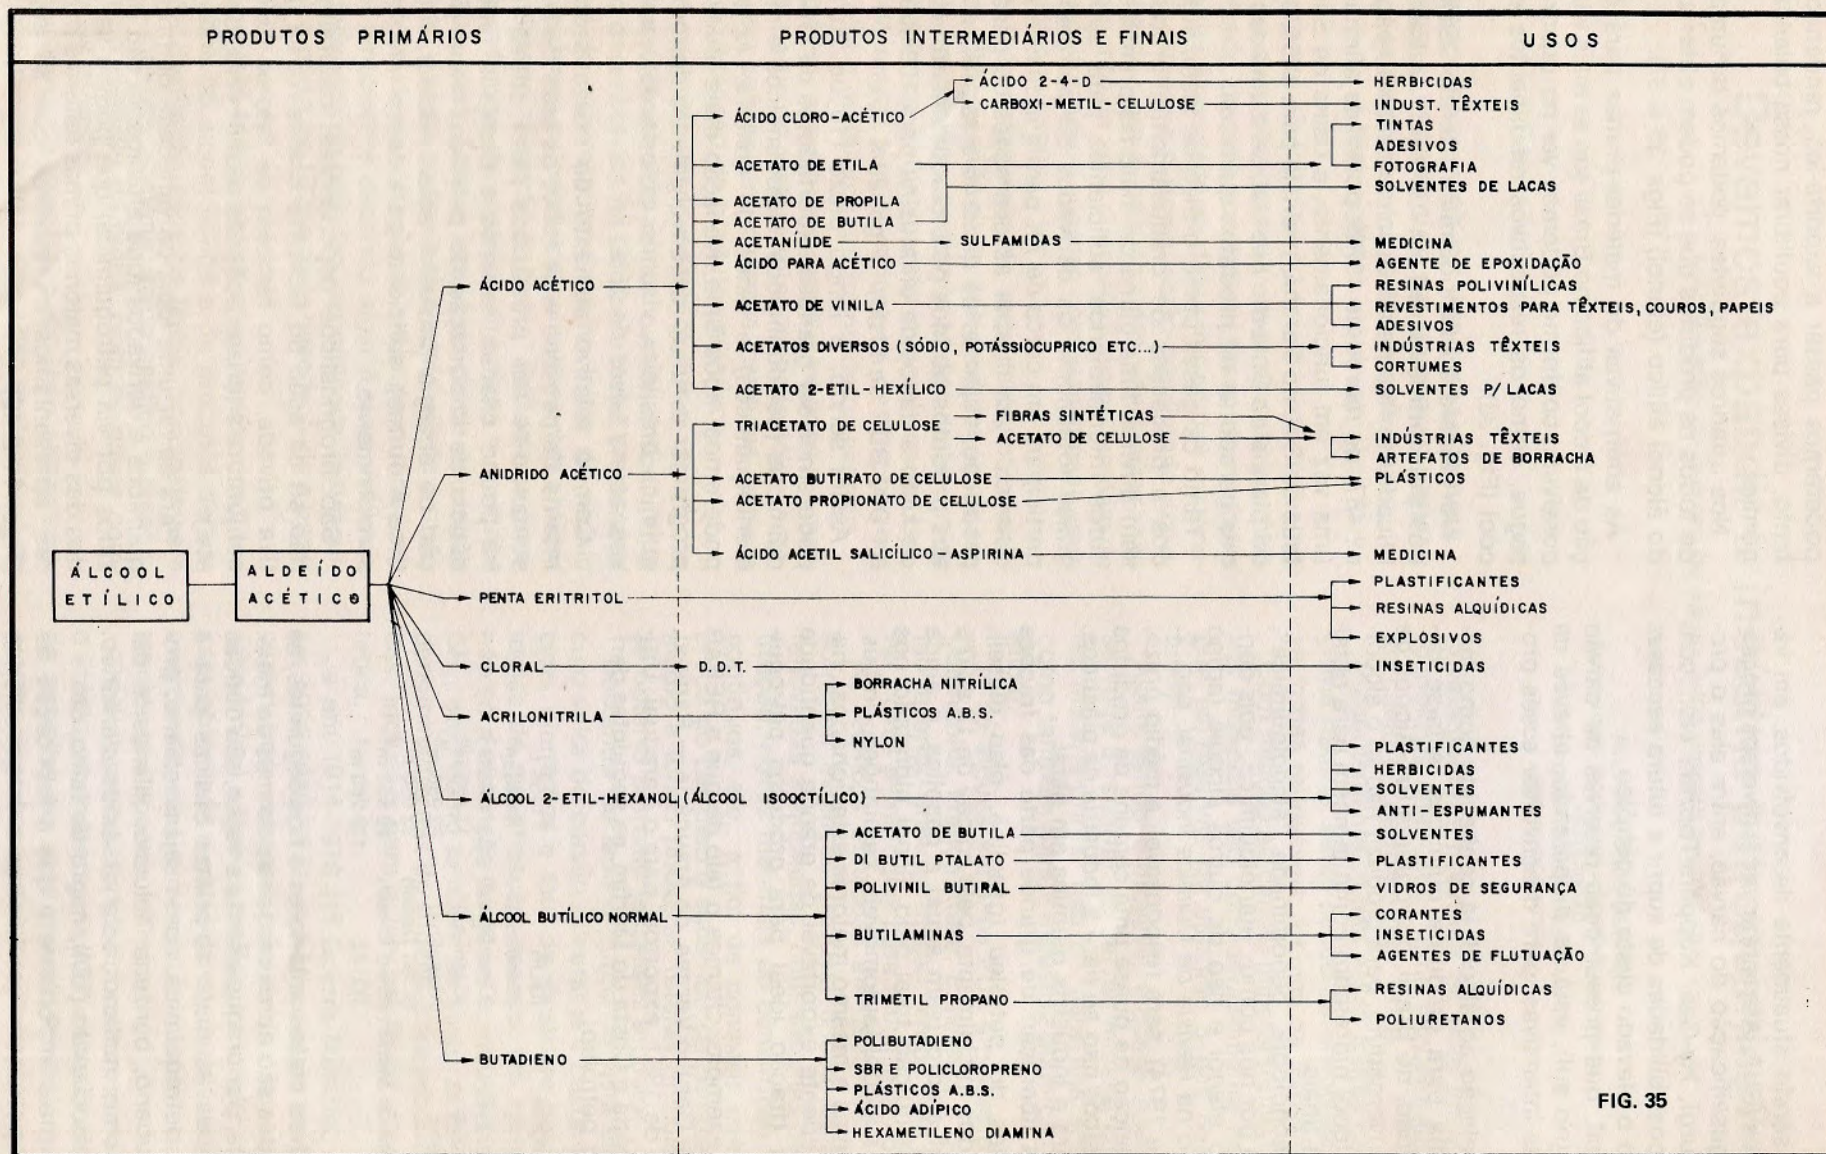 PRODUTOS PRIMÁRIOS
PRODUTOS INTERMEDIÁRIOS E FINAIS
USOS
ÁLCOOL
ETÍLICO
ALDEÍDO
ACÉTICO
ÁCIDO ACÉTICO
ÁCIDO CLORO-ACÉTICO
ÁCIDO 2-4-D
HERBICIDAS
CARBOXI-METIL-CELULOSE
INDUST. TÊXTEIS
ACETATO DE ETILA
TINTAS
ADESIVOS
FOTOGRAFIA
SOLVENTES DE LACAS
ACETATO DE PROPILA
ACETATO DE BUTILA
ACETANÍLIDE
SULFAMIDAS
MEDICINA
ÁCIDO PARA ACÉTICO
AGENTE DE EPOXIDAÇÃO
ACETATO DE VINILA
RESINAS POLIVINÍLICAS
REVESTIMENTOS PARA TÊXTEIS, COUROS, PAPEIS
ADESIVOS
ACETATOS DIVERSOS (SÓDIO, POTÁSSIOCUPRICO ETC...)
INDÚSTRIAS TÊXTEIS
CORTUMES
ACETATO 2-ETIL-HEXÍLICO
SOLVENTES P/ LACAS
ANIDRIDO ACÉTICO
TRIACETATO DE CELULOSE
FIBRAS SINTÉTICAS
ACETATO DE CELULOSE
INDÚSTRIAS TÊXTEIS
ARTEFATOS DE BORRACHA
ACETATO BUTIRATO DE CELULOSE
PLÁSTICOS
ACETATO PROPIONATO DE CELULOSE
ÁCIDO ACETIL SALICÍLICO-ASPIRINA
MEDICINA
PENTA ERITRITOL
PLASTIFICANTES
RESINAS ALQUÍDICAS
EXPLOSIVOS
CLORAL
D.D.T.
INSETICIDAS
ACRILONITRILA
BORRACHA NITRÍLICA
PLÁSTICOS A.B.S.
NYLON
ÁLCOOL 2-ETIL-HEXANOL (ÁLCOOL ISOOCTÍLICO)
PLASTIFICANTES
HERBICIDAS
SOLVENTES
ANTI-ESPUMANTES
ÁLCOOL BUTÍLICO NORMAL
ACETATO DE BUTILA
SOLVENTES
DI BUTIL PTALATO
PLASTIFICANTES
POLIVINIL BUTIRAL
VIDROS DE SEGURANÇA
BUTILAMINAS
CORANTES
INSETICIDAS
AGENTES DE FLUTUAÇÃO
TRIMETIL PROPANO
RESINAS ALQUÍDICAS
POLIURETANOS
BUTADIENO
POLIBUTADIENO
SBR E POLICLOROPRENO
PLÁSTICOS A.B.S.
ÁCIDO ADÍPICO
HEXAMETILENO DIAMINA
FIG. 35